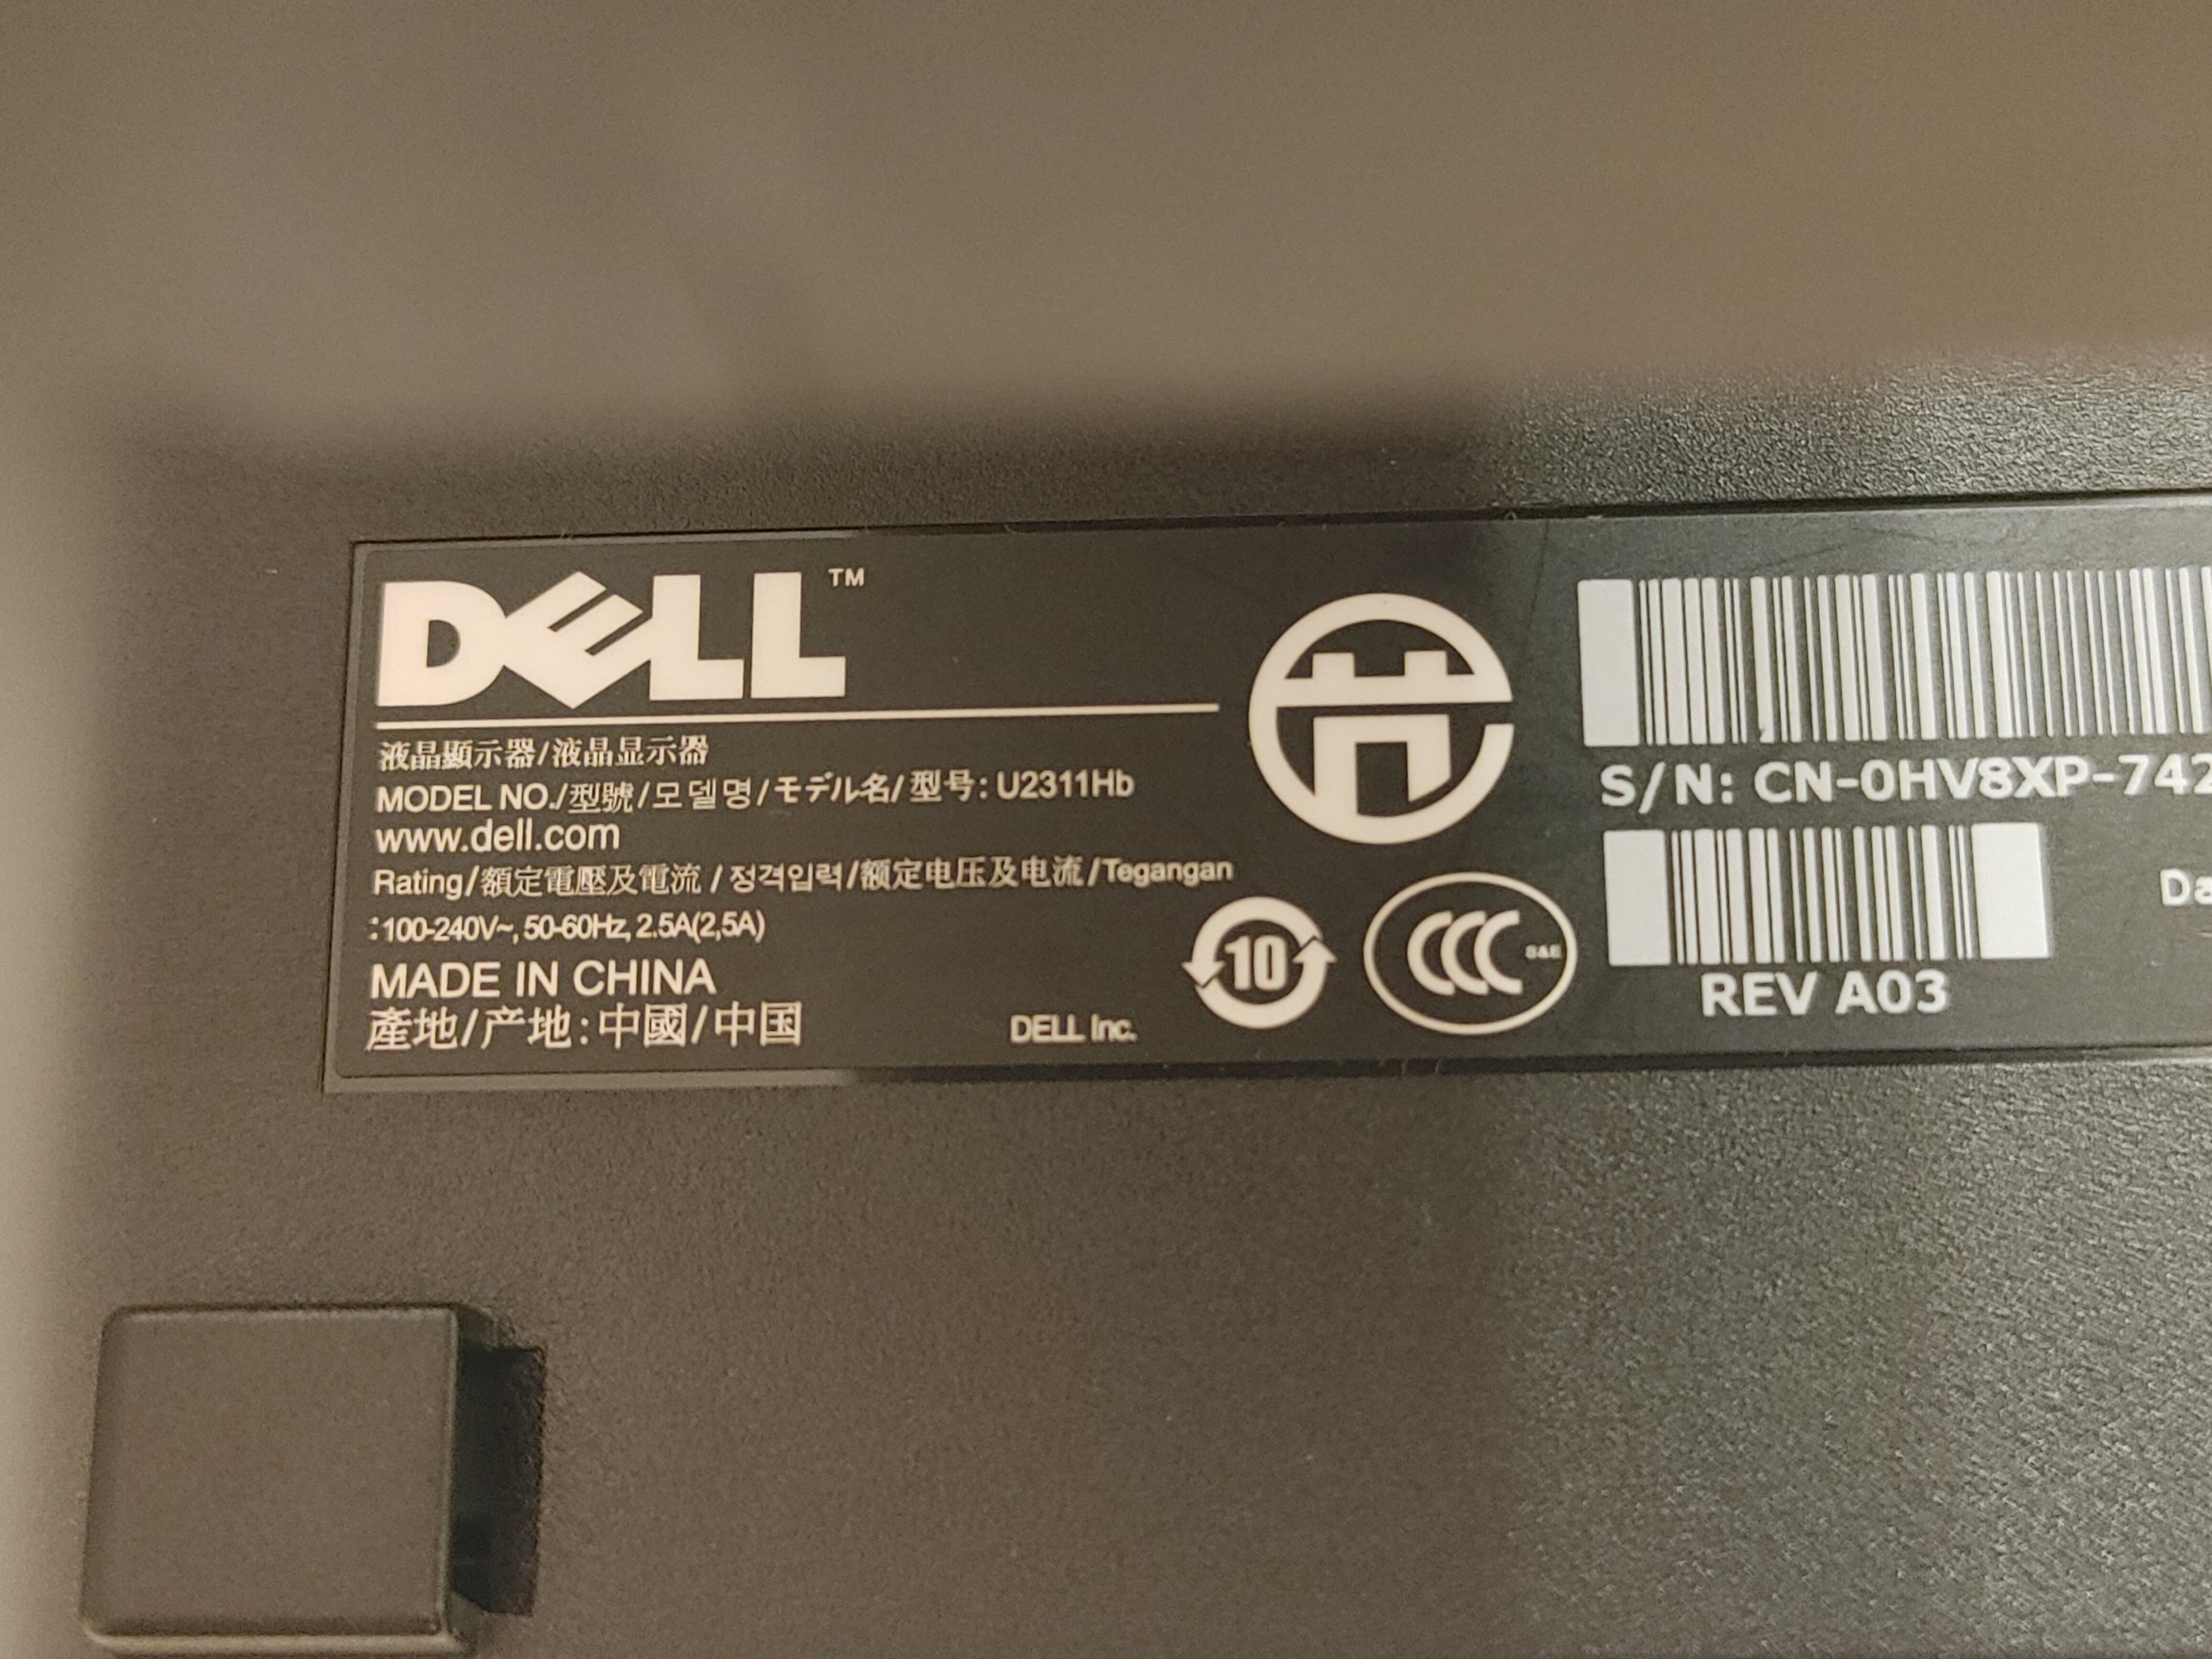 DELL™
液晶顯示器/液晶显示器
MODEL NO./型號/모델명/モデル名/型号: U2311Hb
www.dell.com
Rating/額定電壓及電流/정격입력/额定电压及电流/Tegangan
:100-240V~, 50-60Hz, 2.5A(2,5A)
MADE IN CHINA
產地/产地:中國/中国
DELL Inc.
10
CCC S&E
S/N: CN-0HV8XP-742
REV A03
Da